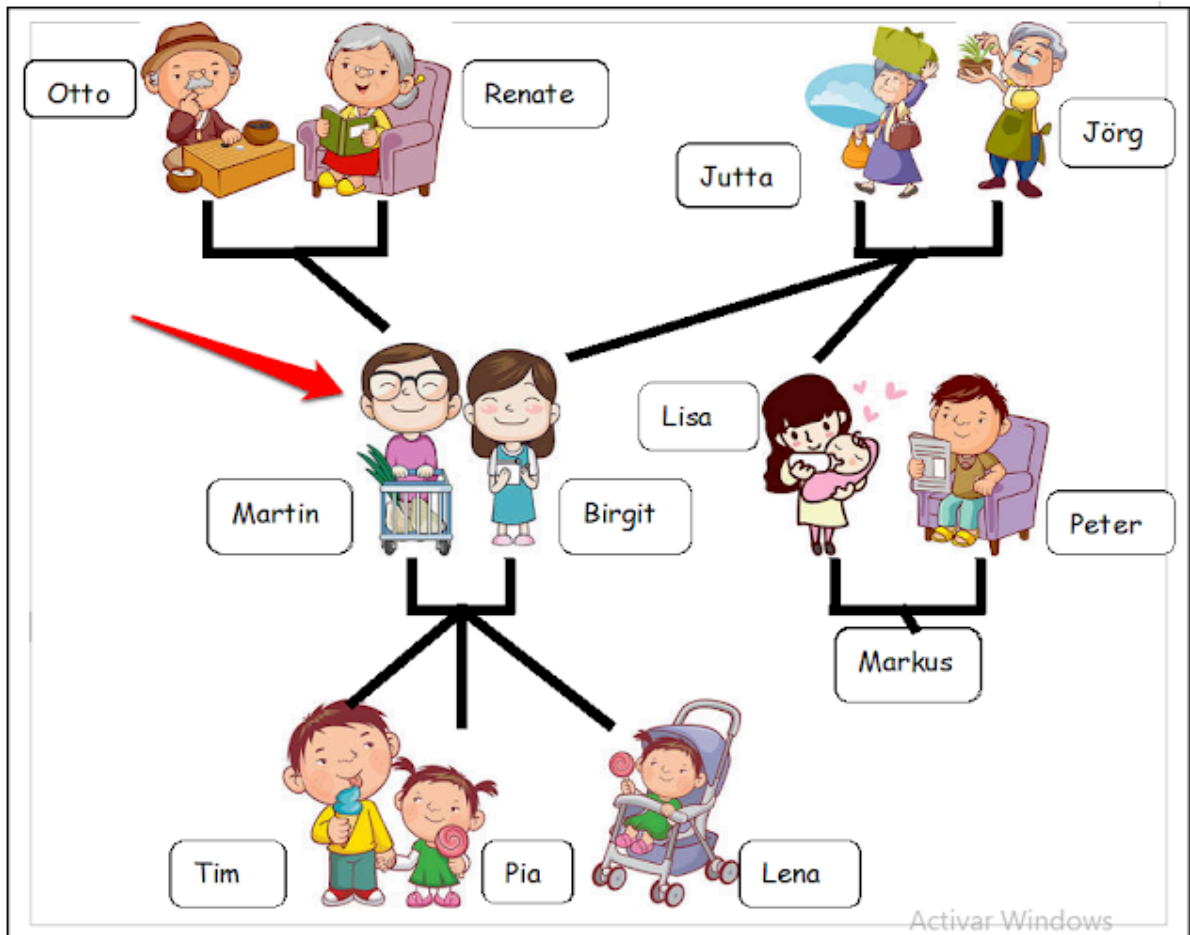 Otto
Renate
Jörg
Jutta
Lisa
Martin
Birgit
Peter
Markus
Tim
Pia
Lena
Activar Windows